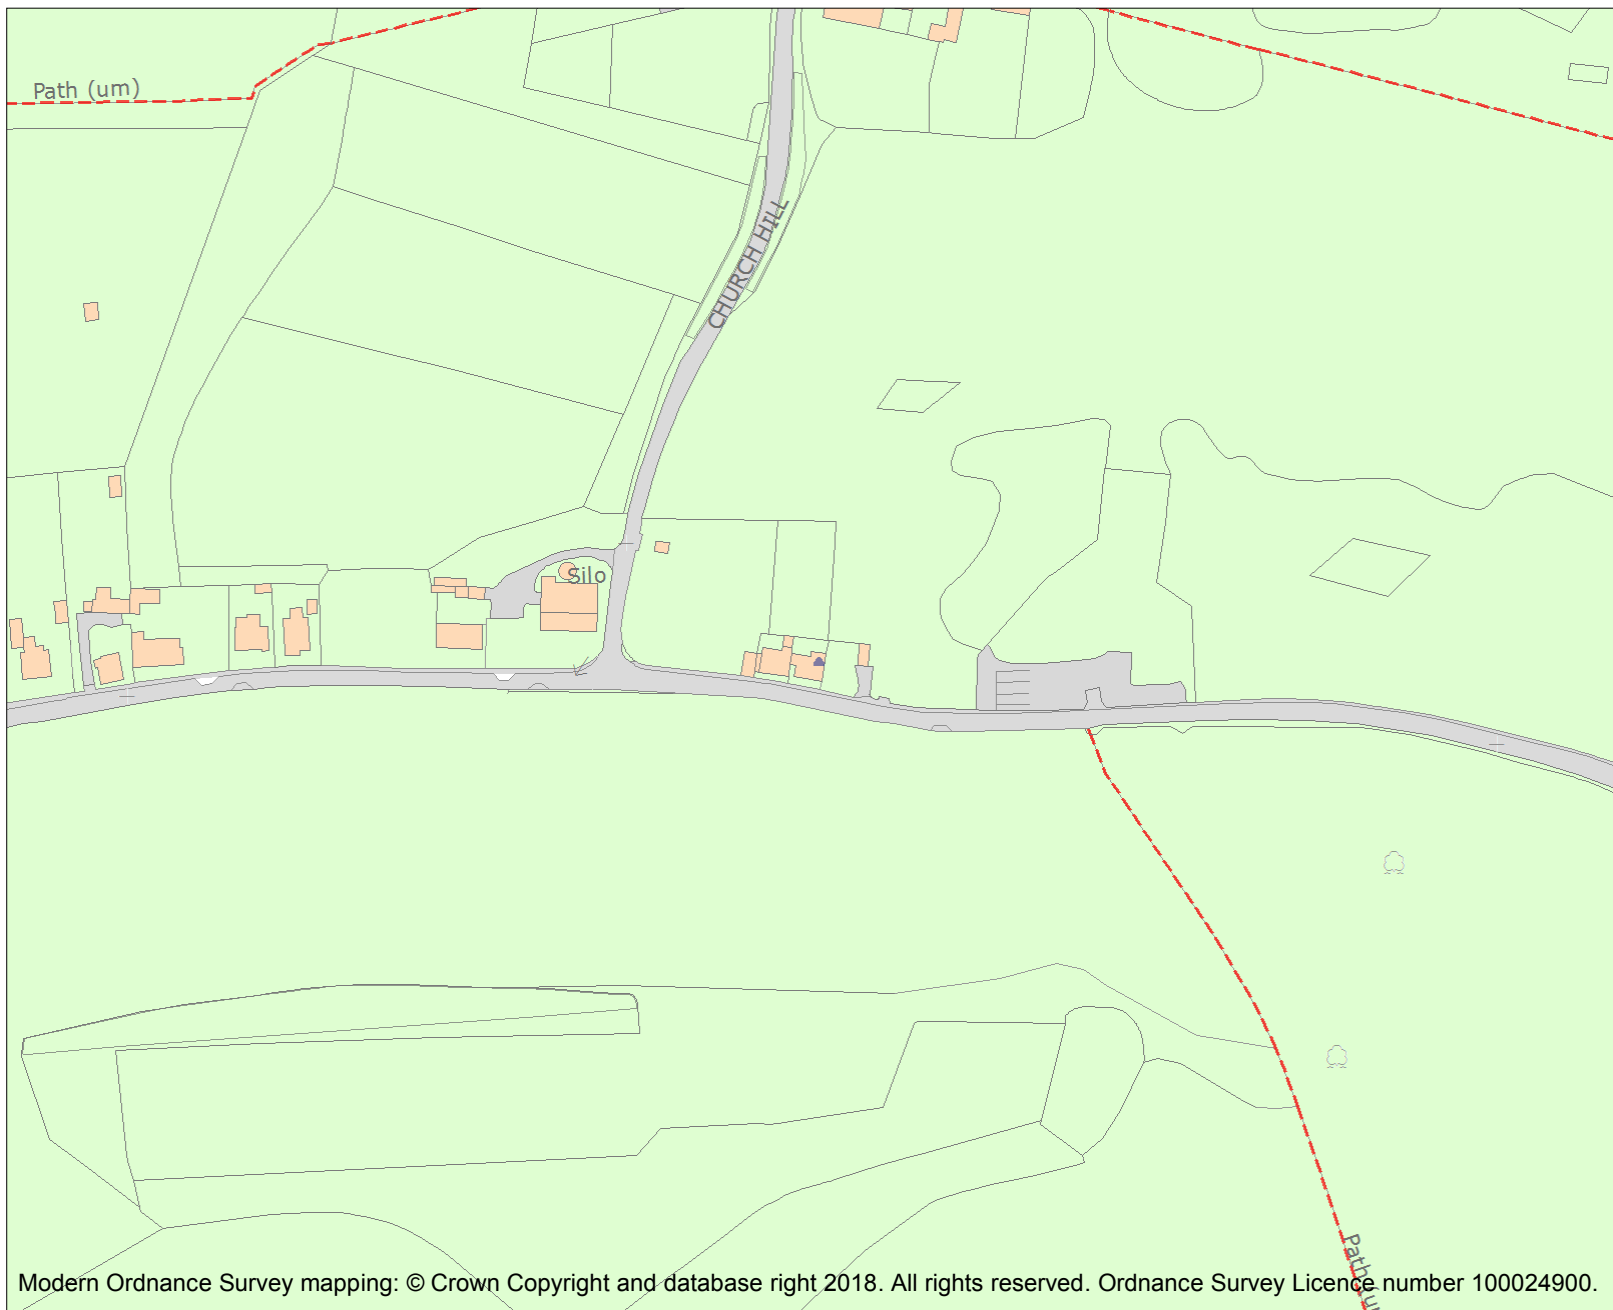 Path (um)
CHURCH HILL
Silo
Path (u
Modern Ordnance Survey mapping: © Crown Copyright and database right 2018. All rights reserved. Ordnance Survey Licence number 100024900.